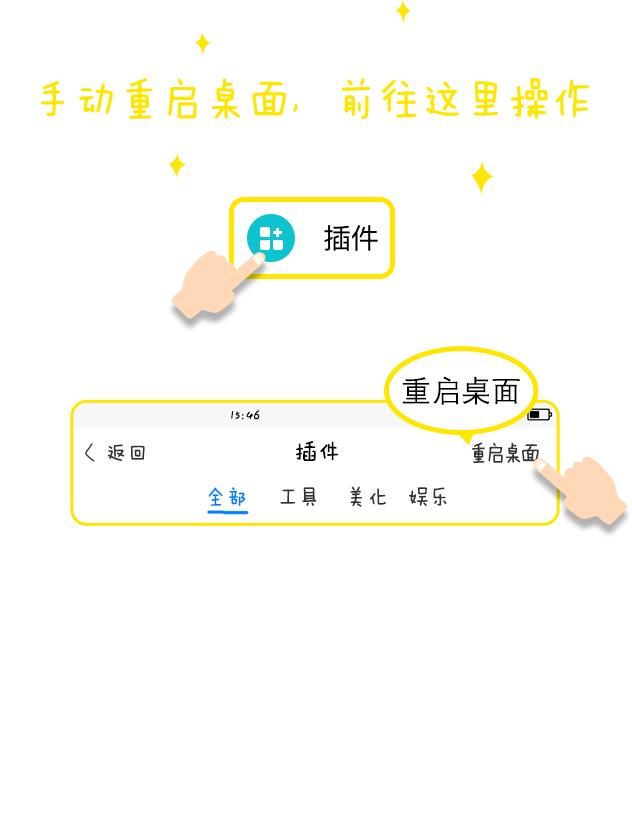 手动重启桌面，前往这里操作
插件
重启桌面
15:46
返回 插件 重启桌面
全部 工具 美化 娱乐